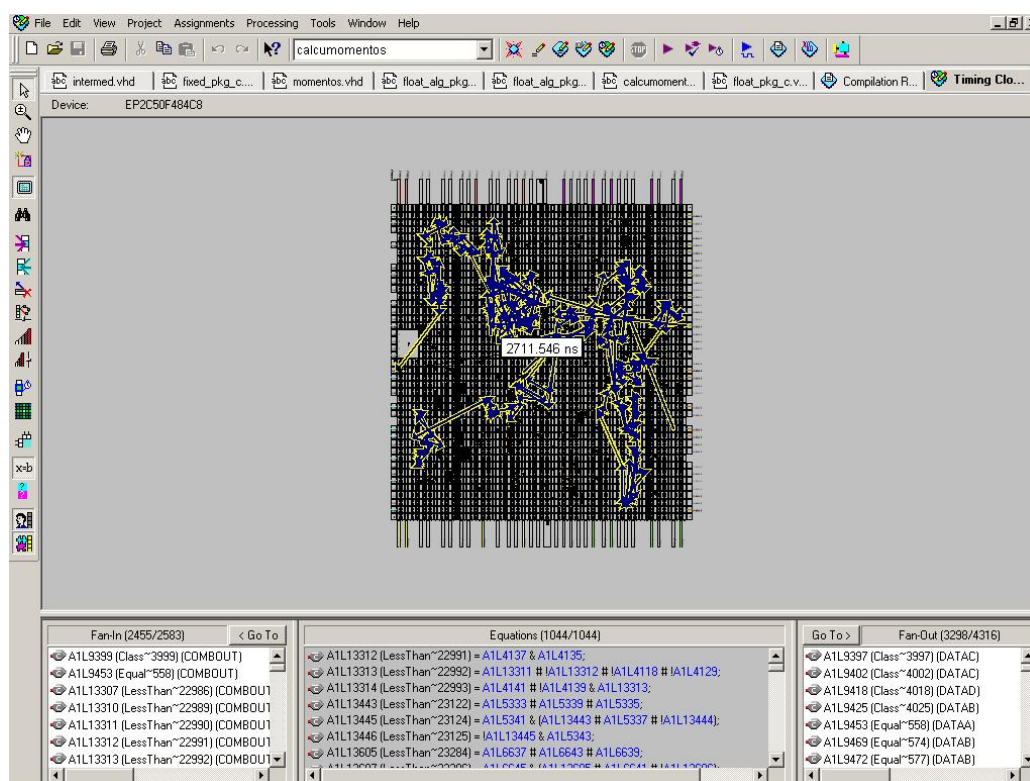 File Edit View Project Assignments Processing Tools Window Help
calcumomentos
intermed.vhd fixed_pkg_c.... momentos.vhd float_alg_pkg... float_alg_pkg... calcumoment... float_pkg_c.v... Compilation R... Timing Clo...
Device: EP2C50F484C8
2711.546 ns
Fan-In (2455/2583) < Go To Equations (1044/1044) Go To > Fan-Out (3298/4316)
A1L9399 (Class~3999) (COMBOUT) A1L13312 (LessThan~22991) = A1L4137 & A1L4135; A1L9397 (Class~3997) (DATAC)
A1L9453 (Equal~558) (COMBOUT) A1L13313 (LessThan~22992) = A1L13311 # !A1L13312 # !A1L4118 # !A1L4129; A1L9402 (Class~4002) (DATAC)
A1L13307 (LessThan~22986) (COMBOUT A1L13314 (LessThan~22993) = A1L4141 # !A1L4139 & A1L13313; A1L9418 (Class~4018) (DATAD)
A1L13310 (LessThan~22989) (COMBOUT A1L13443 (LessThan~23122) = A1L5333 # A1L5339 # A1L5335; A1L9425 (Class~4025) (DATAB)
A1L13311 (LessThan~22990) (COMBOUT A1L13445 (LessThan~23124) = A1L5341 & (A1L13443 # A1L5337 # !A1L13444); A1L9453 (Equal~558) (DATAA)
A1L13312 (LessThan~22991) (COMBOUT A1L13446 (LessThan~23125) = !A1L13445 & A1L5343; A1L9469 (Equal~574) (DATAB)
A1L13313 (LessThan~22992) (COMBOUT A1L13605 (LessThan~23284) = A1L6637 # A1L6643 # A1L6639; A1L9472 (Equal~577) (DATAB)